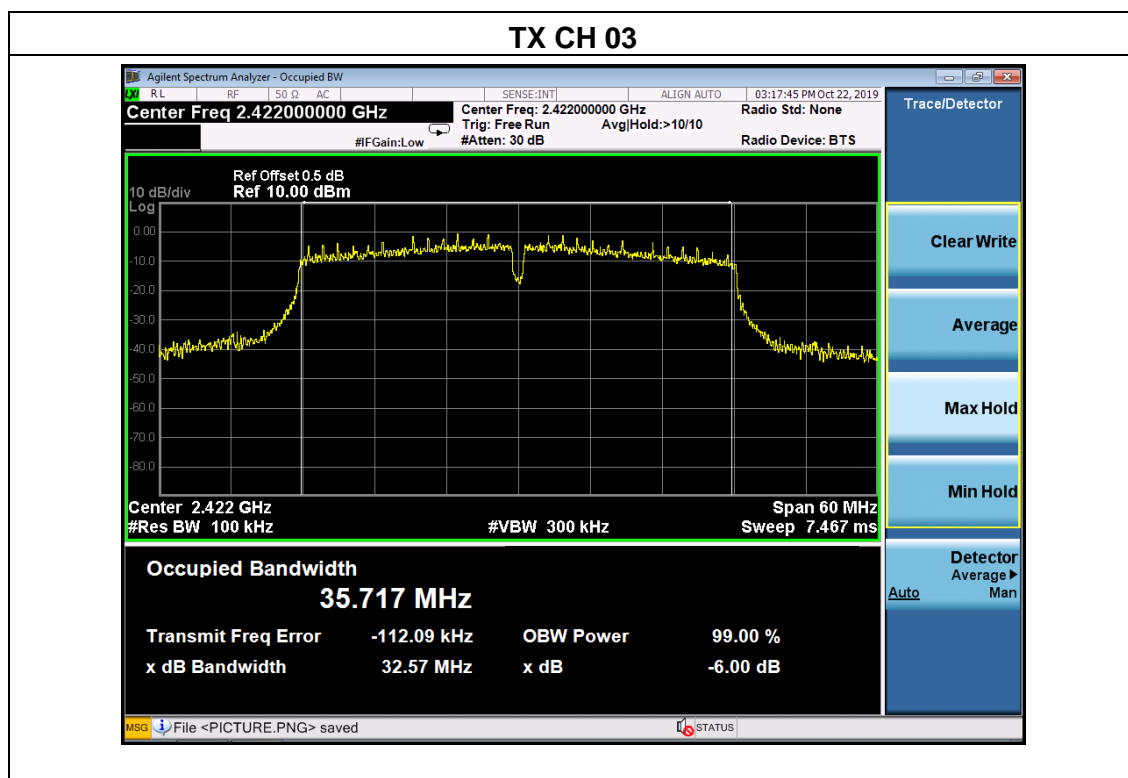 TX CH 03
Agilent Spectrum Analyzer - Occupied BW
LXI RL RF 50 Ω AC SENSE:INT ALIGN AUTO 03:17:45 PM Oct 22, 2019
Center Freq 2.422000000 GHz
Center Freq: 2.422000000 GHz Radio Std: None
Trig: Free Run Avg|Hold:>10/10
#IFGain:Low #Atten: 30 dB Radio Device: BTS
Trace/Detector
Ref Offset 0.5 dB
10 dB/div Ref 10.00 dBm
Log
0.00
-10.0
-20.0
-30.0
-40.0
-50.0
-60.0
-70.0
-80.0
Center 2.422 GHz Span 60 MHz
#Res BW 100 kHz #VBW 300 kHz Sweep 7.467 ms
Clear Write
Average
Max Hold
Min Hold
Detector
Average▶
Auto Man
Occupied Bandwidth
35.717 MHz
Transmit Freq Error -112.09 kHz OBW Power 99.00 %
x dB Bandwidth 32.57 MHz x dB -6.00 dB
MSG File <PICTURE.PNG> saved STATUS